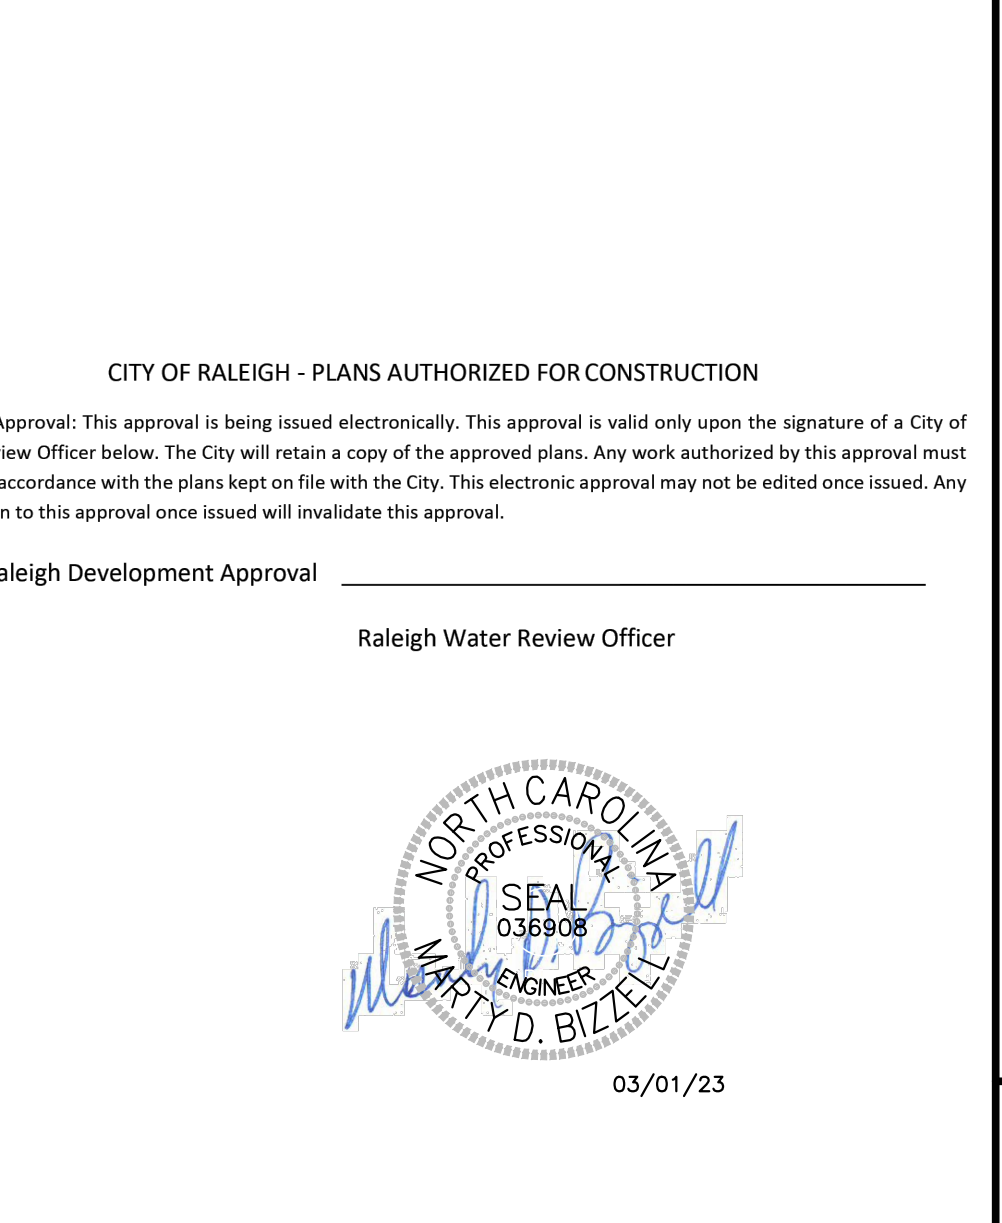 CITY OF RALEIGH - PLANS AUTHORIZED FOR CONSTRUCTION
Approval: This approval is being issued electronically. This approval is valid only upon the signature of a City of
iew Officer below. The City will retain a copy of the approved plans. Any work authorized by this approval must
accordance with the plans kept on file with the City. This electronic approval may not be edited once issued. Any
n to this approval once issued will invalidate this approval.
aleigh Development Approval
Raleigh Water Review Officer
NORTH CAROLINA
PROFESSIONAL
SEAL
036908
ENGINEER
MARTY D. BIZZELL
03/01/23